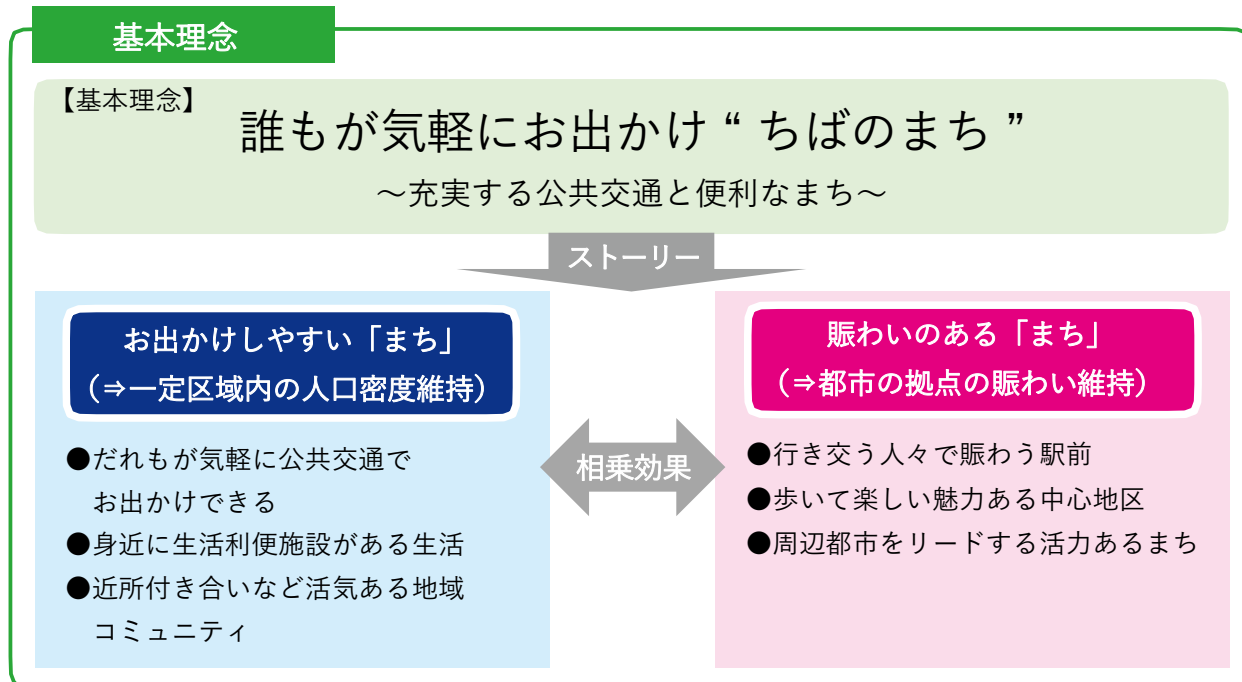 基本理念
【基本理念】
誰もが気軽にお出かけ“ちばのまち”
～充実する公共交通と便利なまち～
ストーリー
お出かけしやすい「まち」
（⇒一定区域内の人口密度維持）
●だれもが気軽に公共交通で
お出かけできる
●身近に生活利便施設がある生活
●近所付き合いなど活気ある地域
コミュニティ
相乗効果
賑わいのある「まち」
（⇒都市の拠点の賑わい維持）
●行き交う人々で賑わう駅前
●歩いて楽しい魅力ある中心地区
●周辺都市をリードする活力あるまち